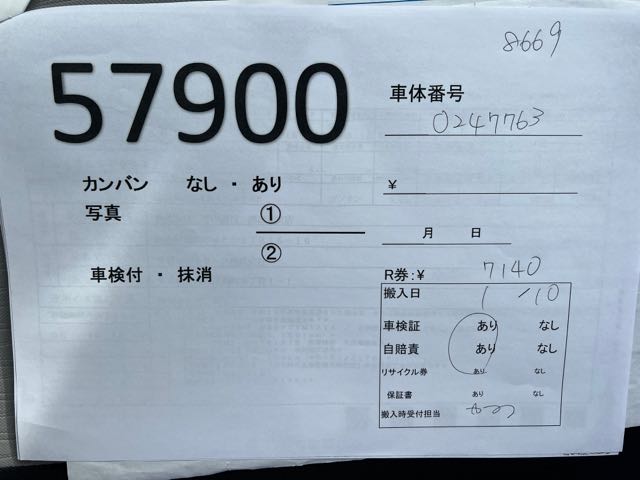 8669
57900
車体番号
0247763
カンバン なし ・ あり
¥
写真 ①
②
月 日
車検付 ・ 抹消
R券:¥ 7140
搬入日 1/10
車検証 あり なし
自賠責 あり なし
リサイクル券 あり なし
保証書 あり なし
搬入時受付担当